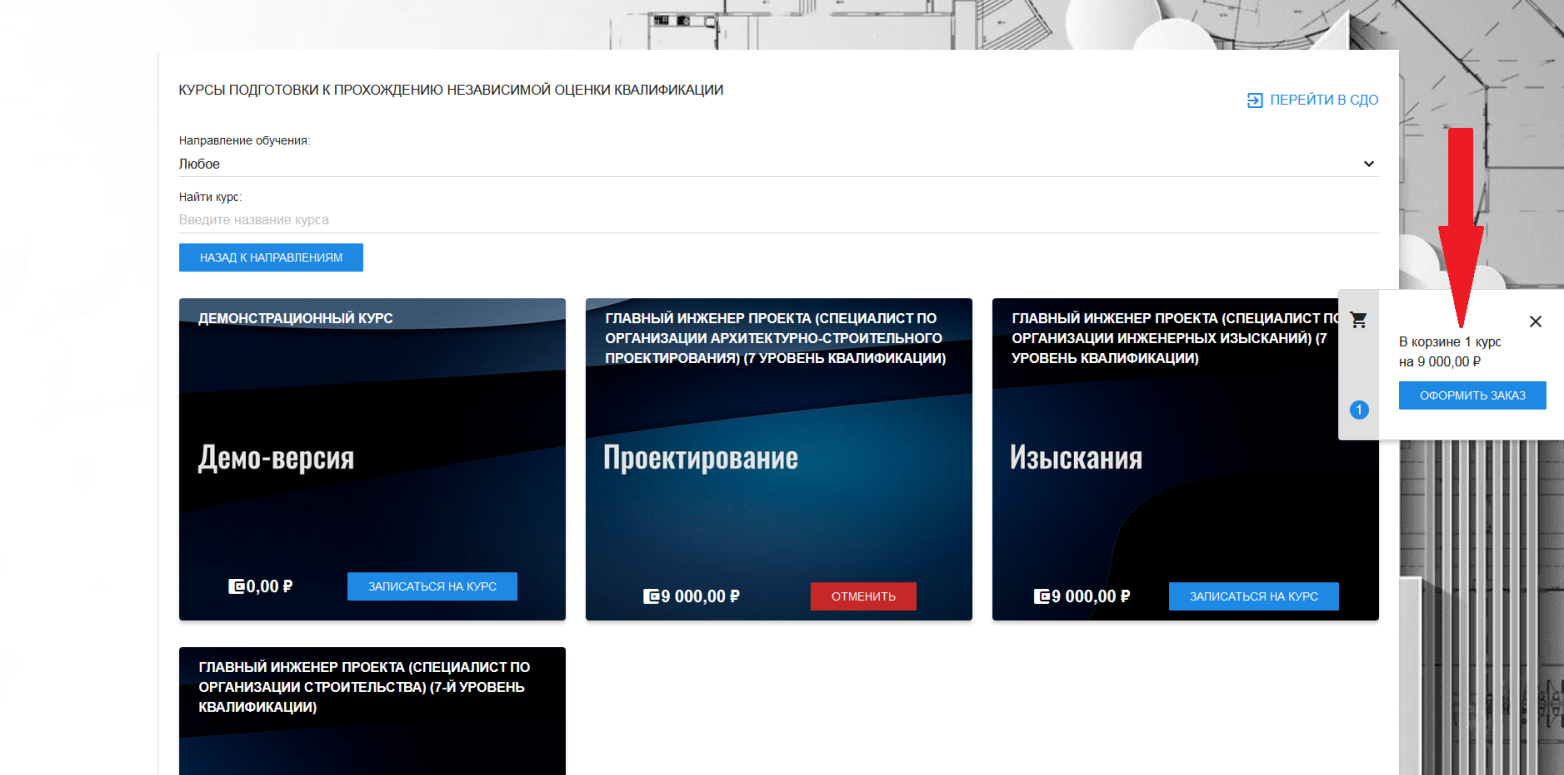 КУРСЫ ПОДГОТОВКИ К ПРОХОЖДЕНИЮ НЕЗАВИСИМОЙ ОЦЕНКИ КВАЛИФИКАЦИИ
ПЕРЕЙТИ В СДО
Направление обучения:
Любое
Найти курс:
Введите название курса
НАЗАД К НАПРАВЛЕНИЯМ
ДЕМОНСТРАЦИОННЫЙ КУРС
Демо-версия
0,00 ₽
ЗАПИСАТЬСЯ НА КУРС
ГЛАВНЫЙ ИНЖЕНЕР ПРОЕКТА (СПЕЦИАЛИСТ ПО
ОРГАНИЗАЦИИ АРХИТЕКТУРНО-СТРОИТЕЛЬНОГО
ПРОЕКТИРОВАНИЯ) (7 УРОВЕНЬ КВАЛИФИКАЦИИ)
Проектирование
9 000,00 ₽
ОТМЕНИТЬ
ГЛАВНЫЙ ИНЖЕНЕР ПРОЕКТА (СПЕЦИАЛИСТ ПО
ОРГАНИЗАЦИИ ИНЖЕНЕРНЫХ ИЗЫСКАНИЙ) (7
УРОВЕНЬ КВАЛИФИКАЦИИ)
Изыскания
9 000,00 ₽
ЗАПИСАТЬСЯ НА КУРС
В корзине 1 курс
на 9 000,00 ₽
ОФОРМИТЬ ЗАКАЗ
1
ГЛАВНЫЙ ИНЖЕНЕР ПРОЕКТА (СПЕЦИАЛИСТ ПО
ОРГАНИЗАЦИИ СТРОИТЕЛЬСТВА) (7-Й УРОВЕНЬ
КВАЛИФИКАЦИИ)